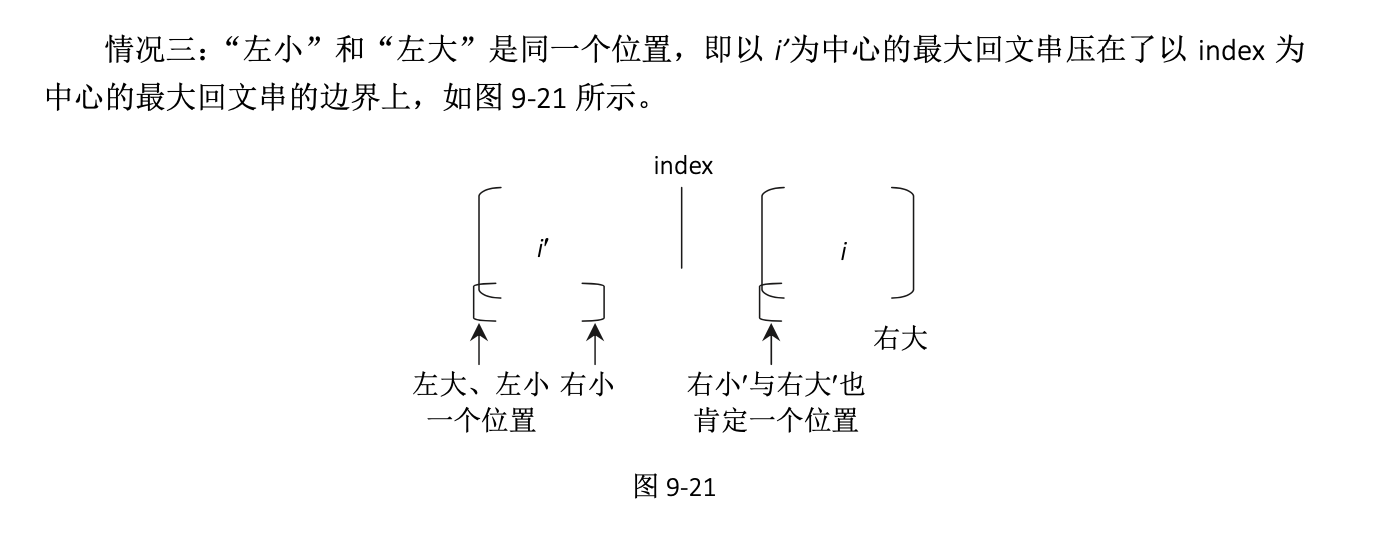 情况三：“左小”和“左大”是同一个位置，即以 i′为中心的最大回文串压在了以 index 为
中心的最大回文串的边界上，如图 9-21 所示。
index
i′
i
右大
左大、左小 右小 右小′与右大′也
一个位置 肯定一个位置
图 9-21